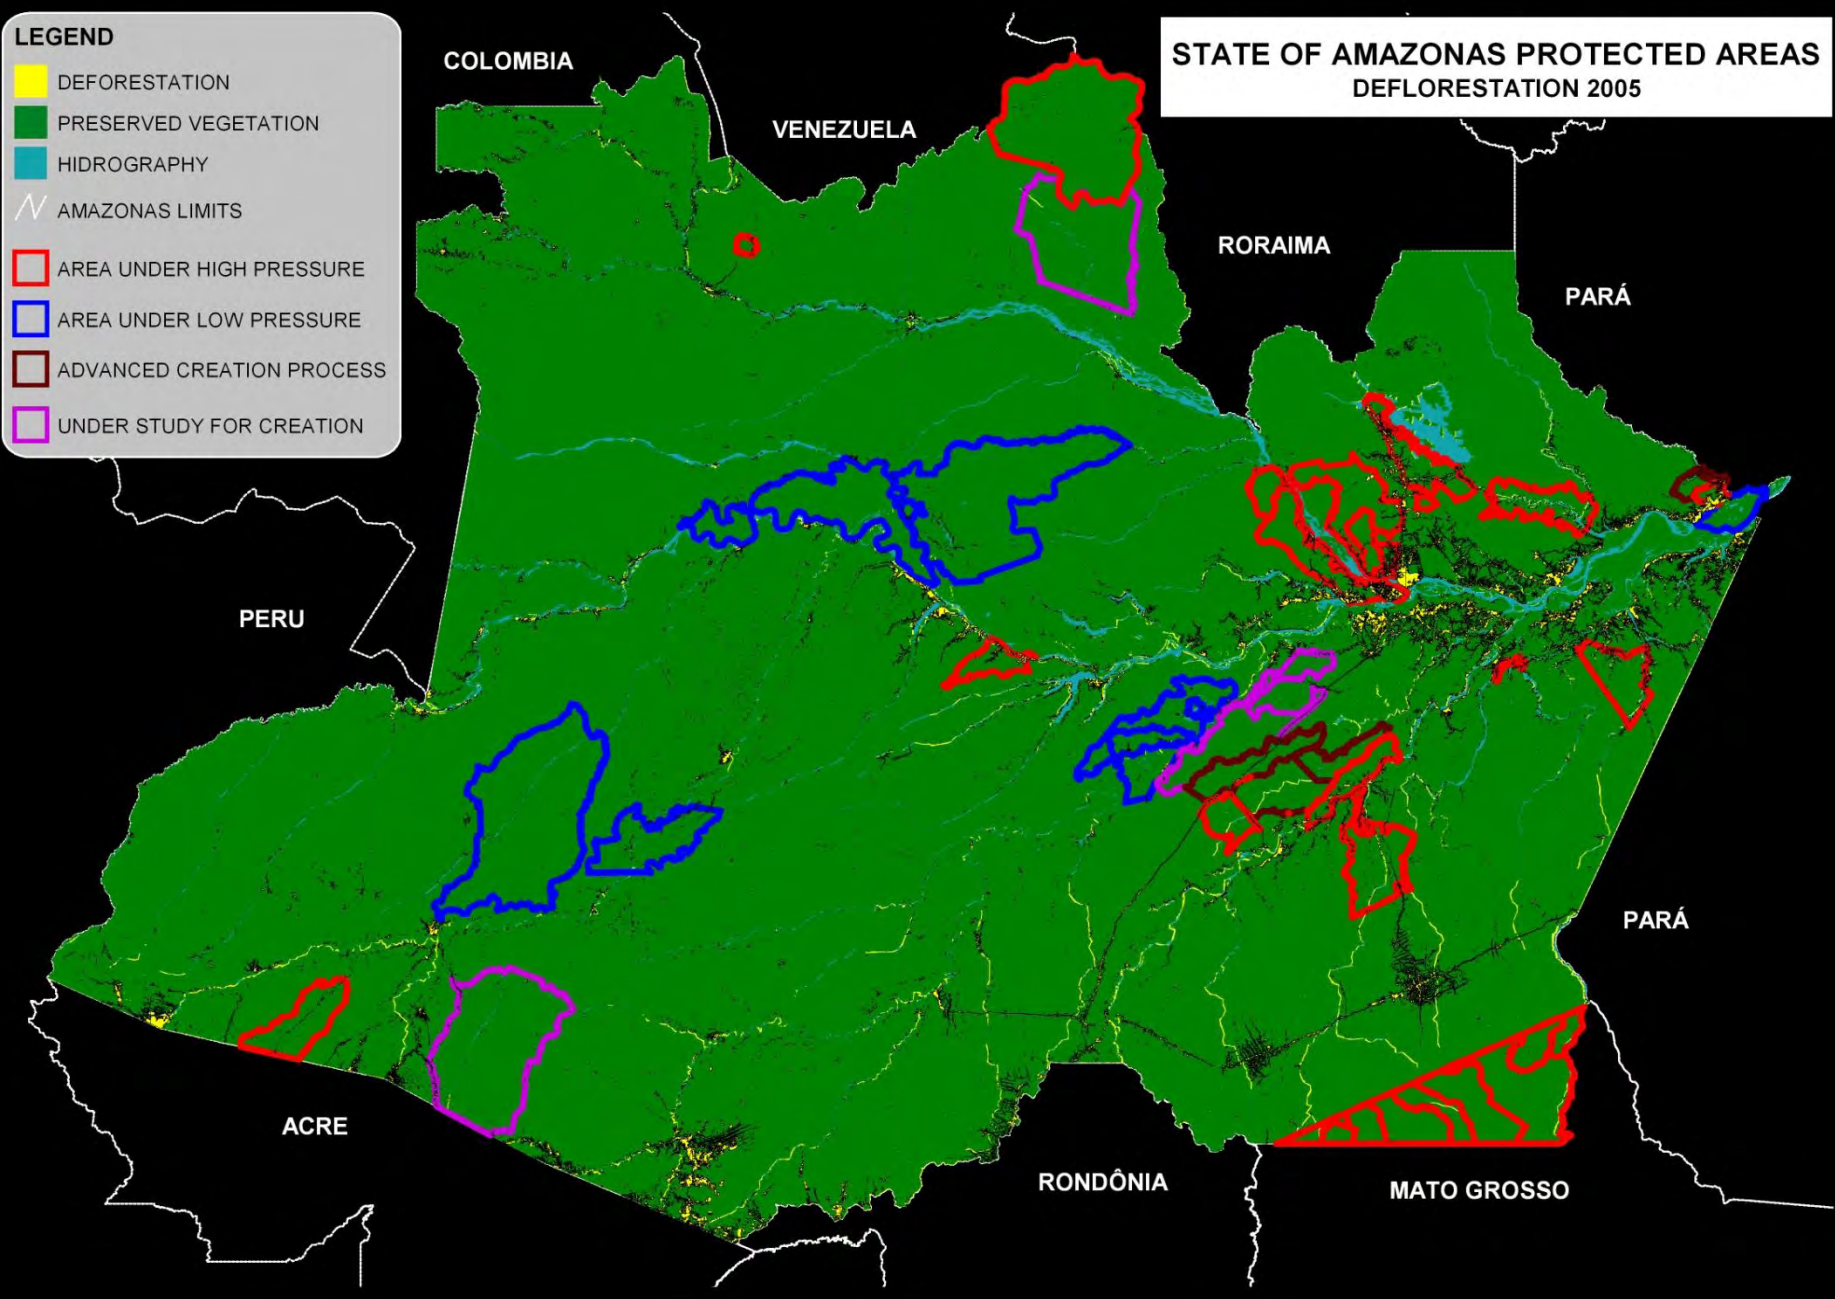 LEGEND
DEFORESTATION
PRESERVED VEGETATION
HIDROGRAPHY
AMAZONAS LIMITS
AREA UNDER HIGH PRESSURE
AREA UNDER LOW PRESSURE
ADVANCED CREATION PROCESS
UNDER STUDY FOR CREATION
STATE OF AMAZONAS PROTECTED AREAS
DEFLORESTATION 2005
COLOMBIA
VENEZUELA
RORAIMA
PARÁ
PERU
PARÁ
ACRE
RONDÔNIA
MATO GROSSO